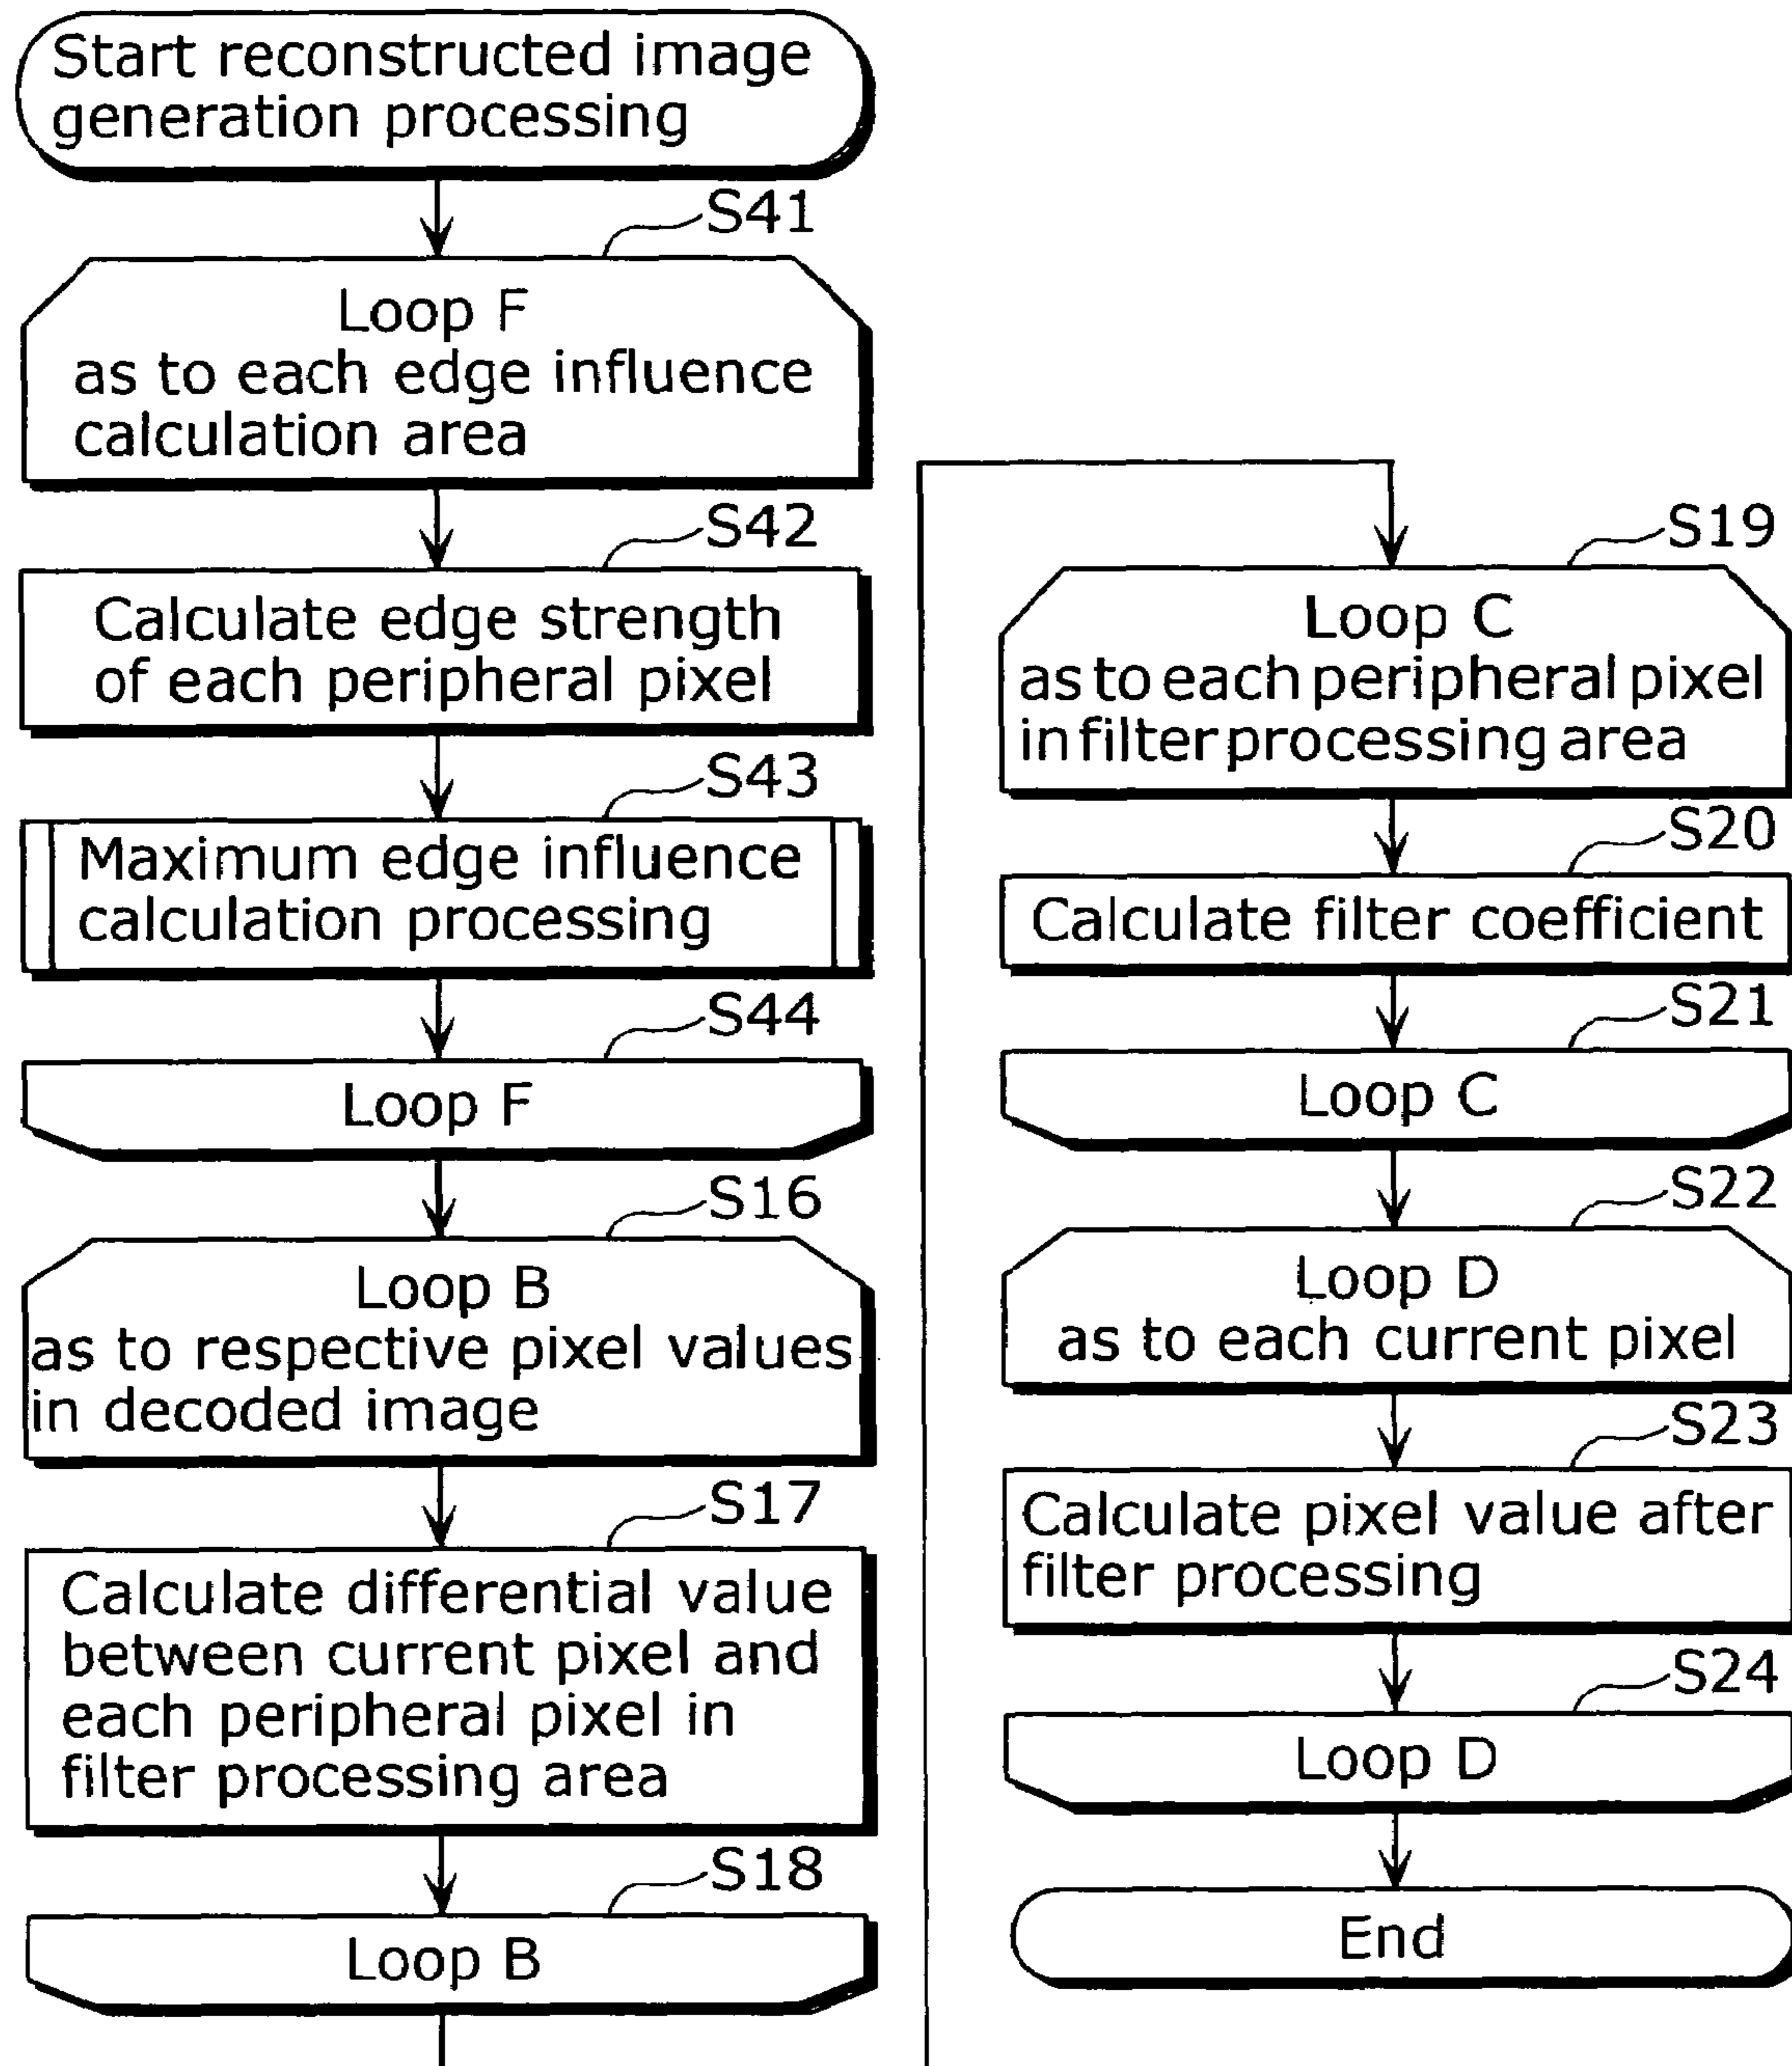 Start reconstructed image
generation processing
S41
Loop F
as to each edge influence
calculation area
S42
Calculate edge strength
of each peripheral pixel
S43
Maximum edge influence
calculation processing
S44
Loop F
S16
Loop B
as to respective pixel values
in decoded image
S17
Calculate differential value
between current pixel and
each peripheral pixel in
filter processing area
S18
Loop B
S19
Loop C
as to each peripheral pixel
in filter processing area
S20
Calculate filter coefficient
S21
Loop C
S22
Loop D
as to each current pixel
S23
Calculate pixel value after
filter processing
S24
Loop D
End